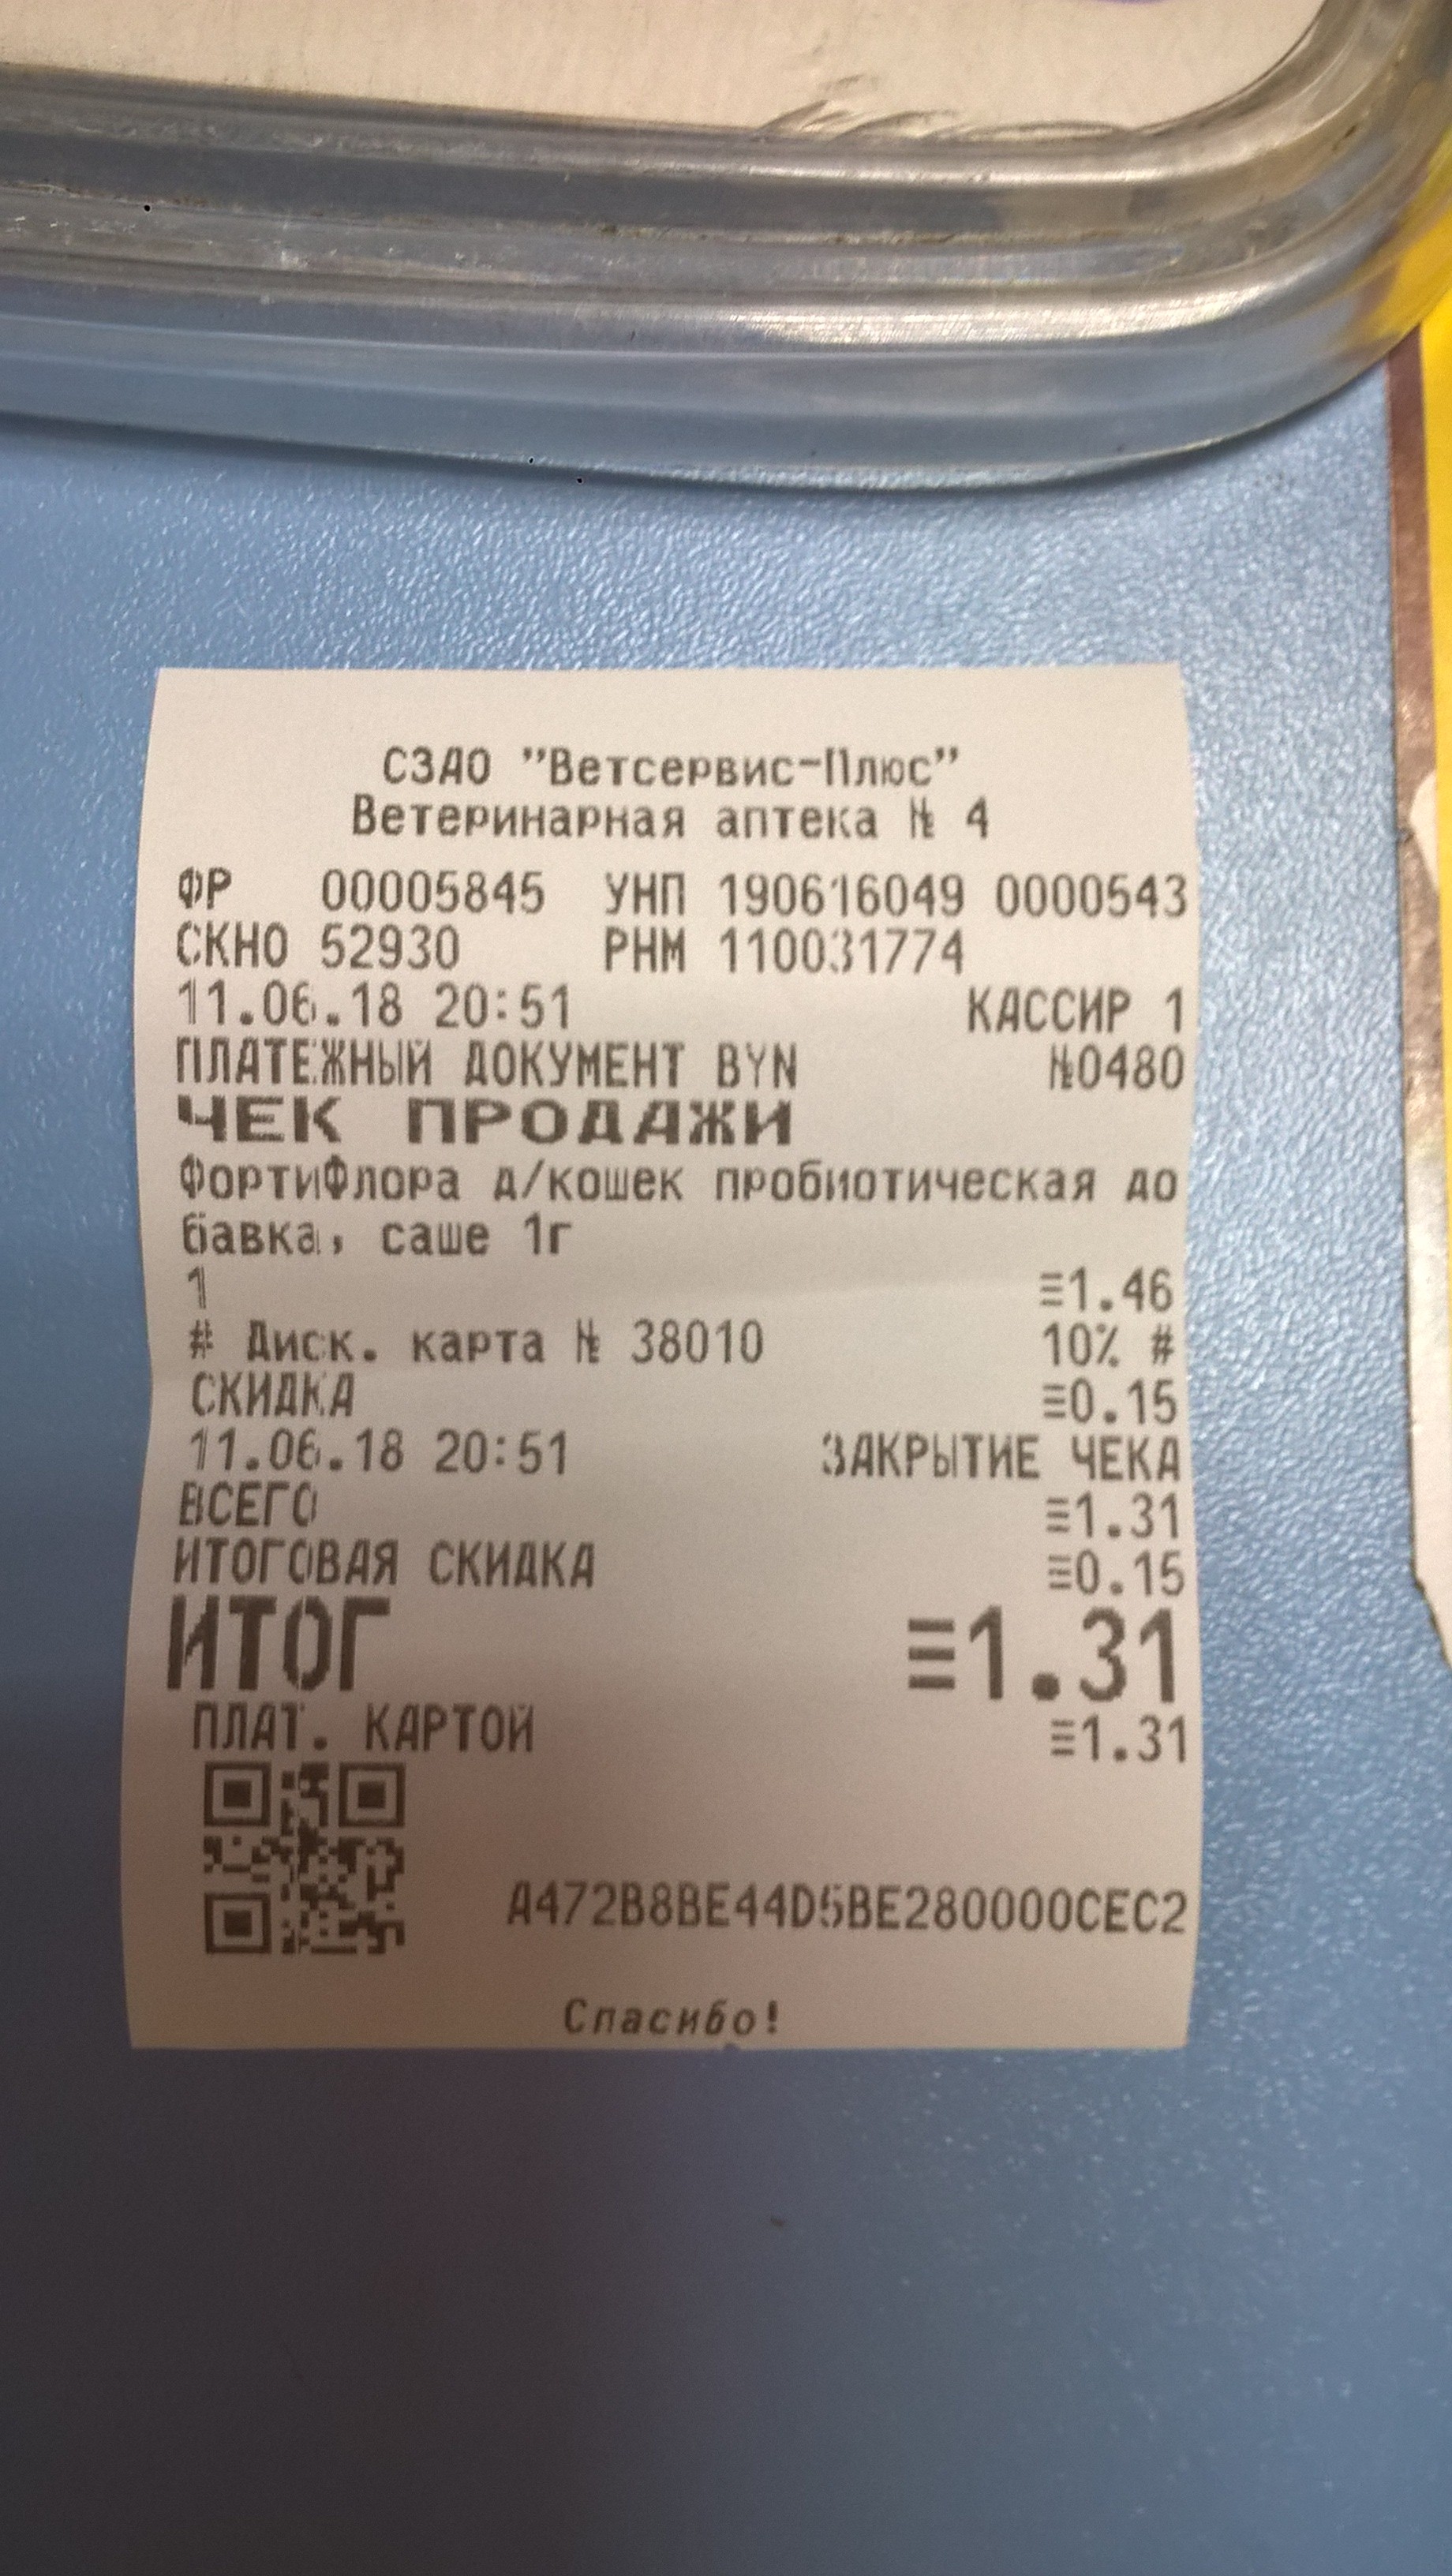 СЗАО "Ветсервис-Плюс"
Ветеринарная аптека № 4
ФР 00005845 УНП 190616049 0000543
СКНО 52930 РНМ 110031774
11.06.18 20:51 КАССИР 1
ПЛАТЕЖНЫЙ ДОКУМЕНТ BYN №0480
ЧЕК ПРОДАЖИ
ФортиФлора д/кошек пробиотическая до
бавка, саше 1г
1 ≡1.46
# Диск. карта № 38010 10% #
СКИДКА ≡0.15
11.06.18 20:51 ЗАКРЫТИЕ ЧЕКА
ВСЕГО ≡1.31
ИТОГОВАЯ СКИДКА ≡0.15
ИТОГ ≡1.31
ПЛАТ. КАРТОЙ ≡1.31
A472B8BE44D5BE280000CEC2
Спасибо!